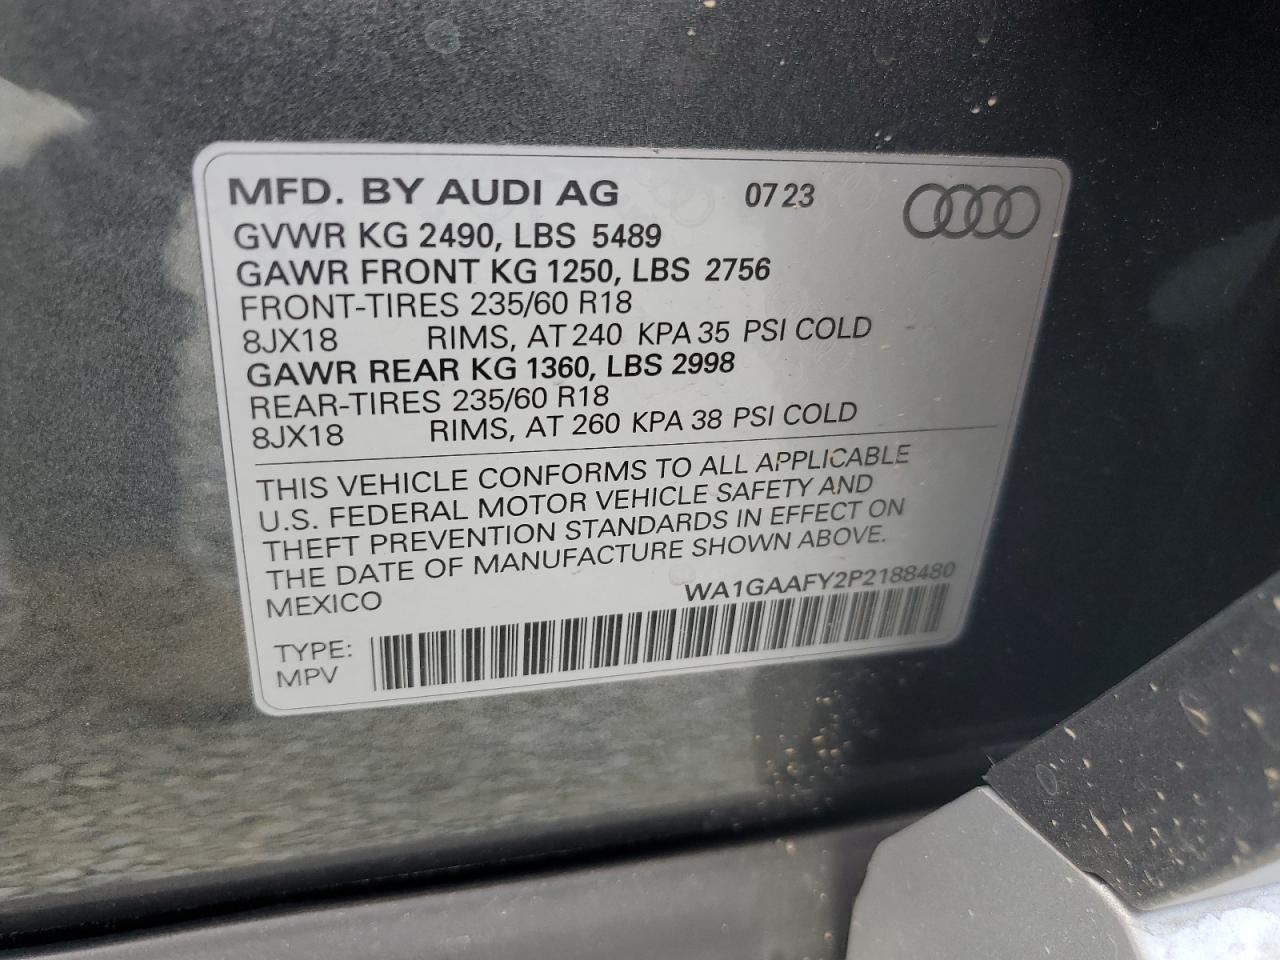 MFD. BY AUDI AG 07 23
GVWR KG 2490, LBS 5489
GAWR FRONT KG 1250, LBS 2756
FRONT-TIRES 235/60 R18
8JX18 RIMS, AT 240 KPA 35 PSI COLD
GAWR REAR KG 1360, LBS 2998
REAR-TIRES 235/60 R18
8JX18 RIMS, AT 260 KPA 38 PSI COLD
THIS VEHICLE CONFORMS TO ALL APPLICABLE
U.S. FEDERAL MOTOR VEHICLE SAFETY AND
THEFT PREVENTION STANDARDS IN EFFECT ON
THE DATE OF MANUFACTURE SHOWN ABOVE.
MEXICO WA1GAAFY2P2188480
TYPE:
MPV